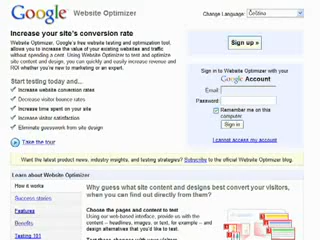 Google Website Optimizer
Change Language: Čeština
Increase your site's conversion rate
Website Optimizer, Google's free website testing and optimization tool,
allows you to increase the value of your existing websites and traffic
without spending a cent. Using Website Optimizer to test and optimize
site content and design, you can quickly and easily increase revenue and
ROI whether you're new to marketing or an expert.
Start testing today and...
Increase website conversion rates
Decrease visitor bounce rates
Increase time spent on your site
Increase visitor satisfaction
Eliminate guesswork from site design
Take the tour
Sign up »
Sign in to Website Optimizer with your
Google Account
Email:
Password:
Remember me on this
computer.
Sign in
I cannot access my account
Want the latest product news, industry insights, and testing strategies? Subscribe to the official Website Optimizer blog.
Learn about Website Optimizer
How it works
Success stories
Features
Benefits
Testing 101
Why guess what site content and designs best convert your visitors,
when you can find out directly from them?
Choose the pages and content to test
Using our web-based interface, provide us with the
content – headlines, images, or text, for example – and
design alternatives that you'd like to test.